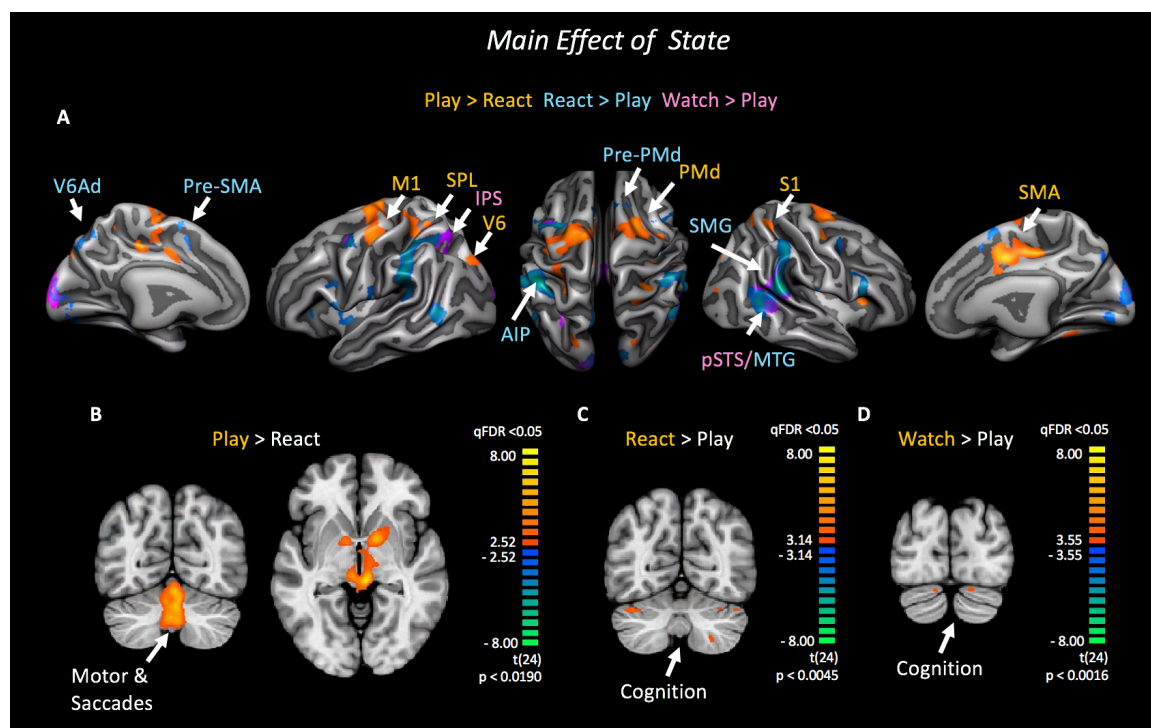 Main Effect of State
Play > React React > Play Watch > Play
A
V6Ad
Pre-SMA
M1
SPL
IPS
V6
Pre-PMd
PMd
AIP
SMG
S1
pSTS/MTG
SMA
B
Play > React
qFDR <0.05
8.00
2.52
- 2.52
- 8.00
t(24)
p < 0.0190
Motor &
Saccades
C
React > Play
qFDR <0.05
8.00
3.14
- 3.14
- 8.00
t(24)
p < 0.0045
Cognition
D
Watch > Play
qFDR <0.05
8.00
3.55
- 3.55
- 8.00
t(24)
p < 0.0016
Cognition